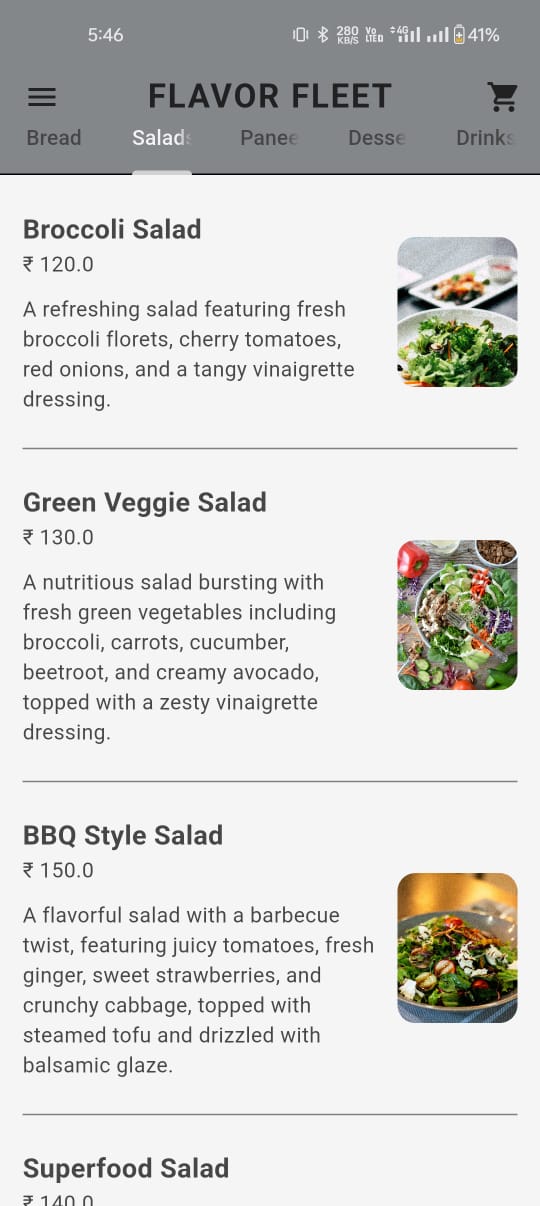 5:46 280 KB/S Vo LTE 4G 41%
FLAVOR FLEET
Bread Salads Panee Desse Drinks
Broccoli Salad
₹ 120.0
A refreshing salad featuring fresh
broccoli florets, cherry tomatoes,
red onions, and a tangy vinaigrette
dressing.
Green Veggie Salad
₹ 130.0
A nutritious salad bursting with
fresh green vegetables including
broccoli, carrots, cucumber,
beetroot, and creamy avocado,
topped with a zesty vinaigrette
dressing.
BBQ Style Salad
₹ 150.0
A flavorful salad with a barbecue
twist, featuring juicy tomatoes, fresh
ginger, sweet strawberries, and
crunchy cabbage, topped with
steamed tofu and drizzled with
balsamic glaze.
Superfood Salad
₹ 140.0